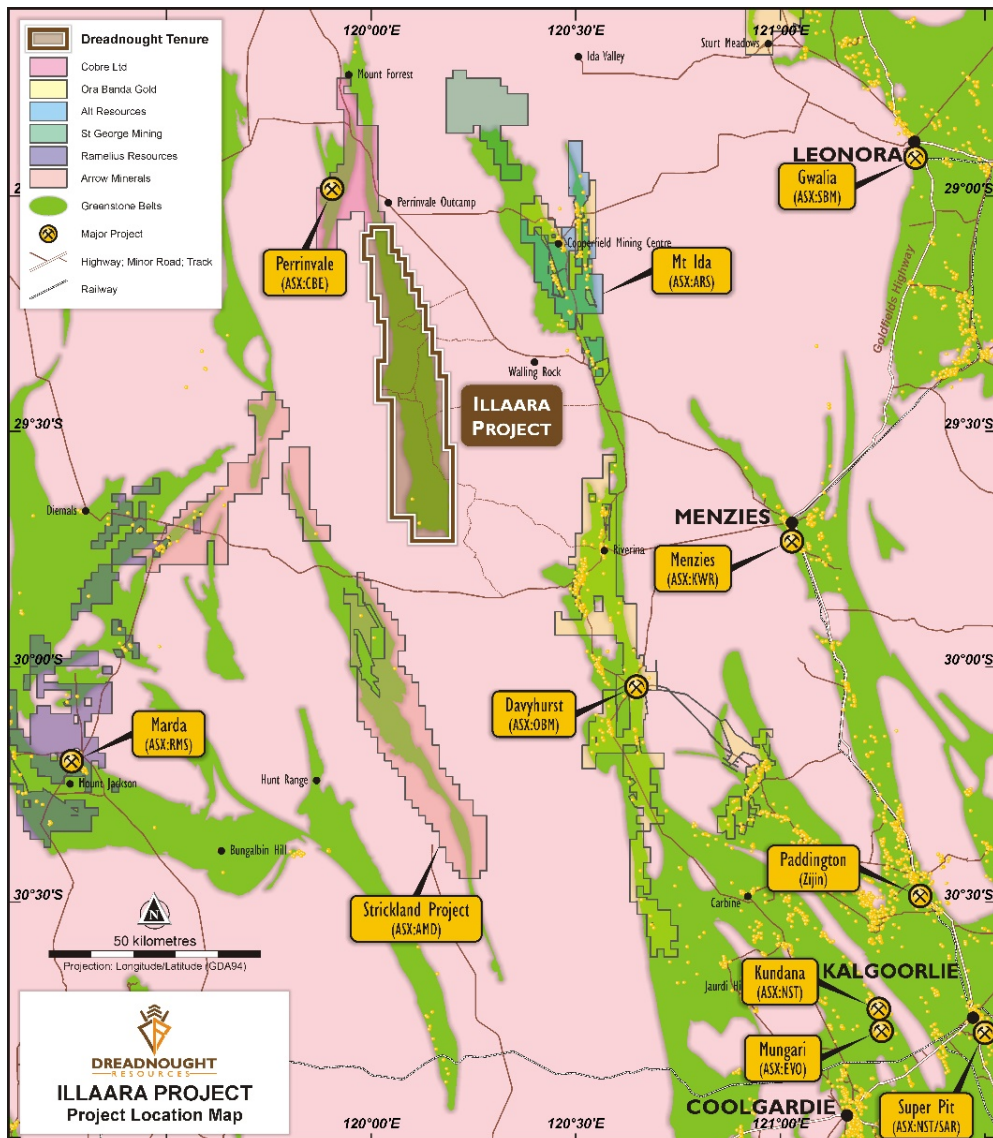 120°00'E
120°30'E
121°00'E
Dreadnought Tenure
Cobre Ltd
Ora Banda Gold
Alt Resources
St George Mining
Ramelius Resources
Arrow Minerals
Greenstone Belts
Major Project
Highway; Minor Road; Track
Railway
Sturt Meadows
Ida Valley
Mount Forrest
LEONORA
Gwalia
(ASX:SBM)
29°00'S
Perrinvale Outcamp
Perrinvale
(ASX:CBE)
Copperfield Mining Centre
Mt Ida
(ASX:ARS)
Goldfields Highway
Walling Rock
ILLAARA
PROJECT
29°30'S
29°30'S
Diemals
MENZIES
Riverina
Menzies
(ASX:KWR)
30°00'S
30°00'S
Davyhurst
(ASX:OBM)
Marda
(ASX:RMS)
Mount Jackson
Hunt Range
Bungalbin Hill
Paddington
(Zijin)
30°30'S
30°30'S
Carbine
Strickland Project
(ASX:AMD)
N
50 kilometres
Projection: Longitude/Latitude (GDA94)
Kundana
(ASX:NST)
KALGOORLIE
Mungari
(ASX:EVO)
Super Pit
(ASX:NST/SAR)
COOLGARDIE
DREADNOUGHT
RESOURCES
ILLAARA PROJECT
Project Location Map
120°00'E
120°30'E
121°00'E